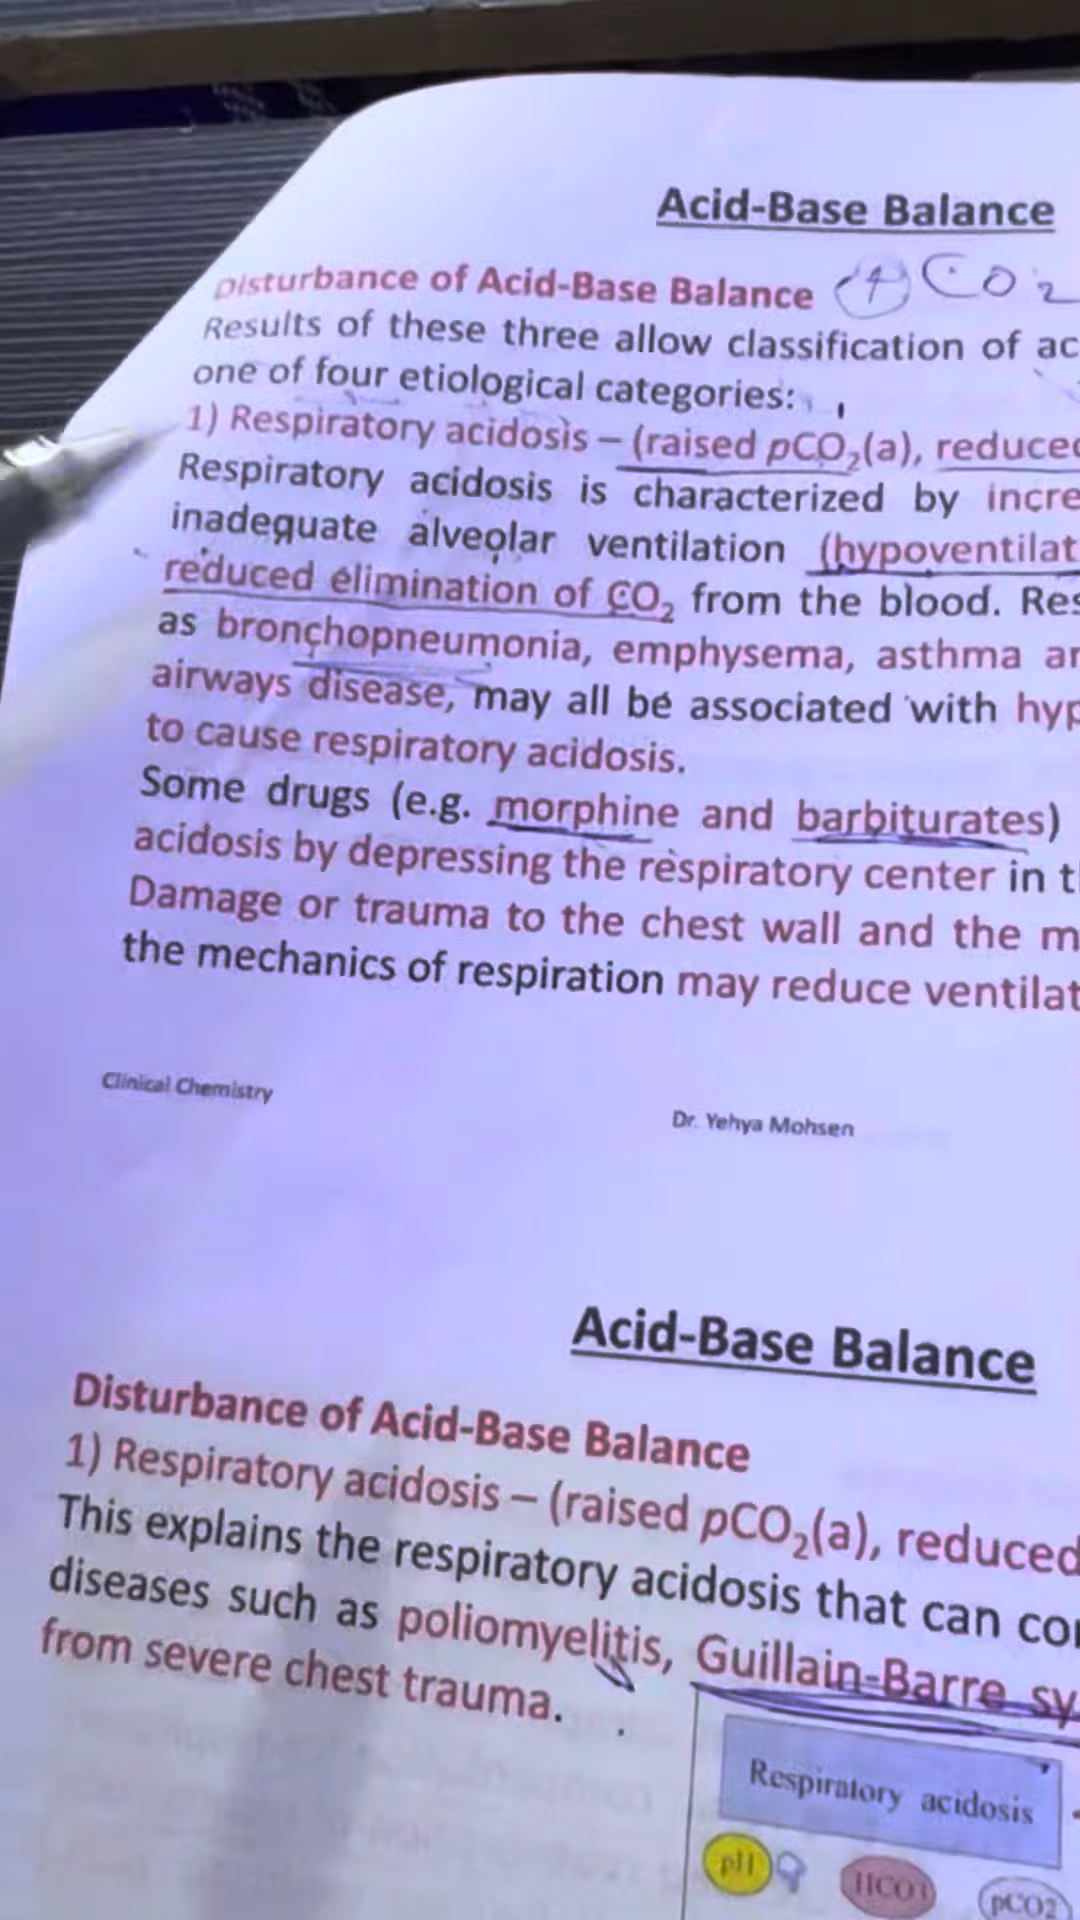 Acid-Base Balance
Disturbance of Acid-Base Balance ↑ CO2
Results of these three allow classification of ac
one of four etiological categories:
1) Respiratory acidosis – (raised pCO₂(a), reduced
Respiratory acidosis is characterized by incre
inadequate alveolar ventilation (hypoventilat
reduced elimination of CO₂ from the blood. Res
as bronchopneumonia, emphysema, asthma an
airways disease, may all be associated with hyp
to cause respiratory acidosis.
Some drugs (e.g. morphine and barbiturates)
acidosis by depressing the respiratory center in t
Damage or trauma to the chest wall and the m
the mechanics of respiration may reduce ventilat
Clinical Chemistry
Dr. Yehya Mohsen
Acid-Base Balance
Disturbance of Acid-Base Balance
1) Respiratory acidosis – (raised pCO₂(a), reduced
This explains the respiratory acidosis that can co
diseases such as poliomyelitis, Guillain-Barre sy
from severe chest trauma.
Respiratory acidosis
pH HCO3 pCO2